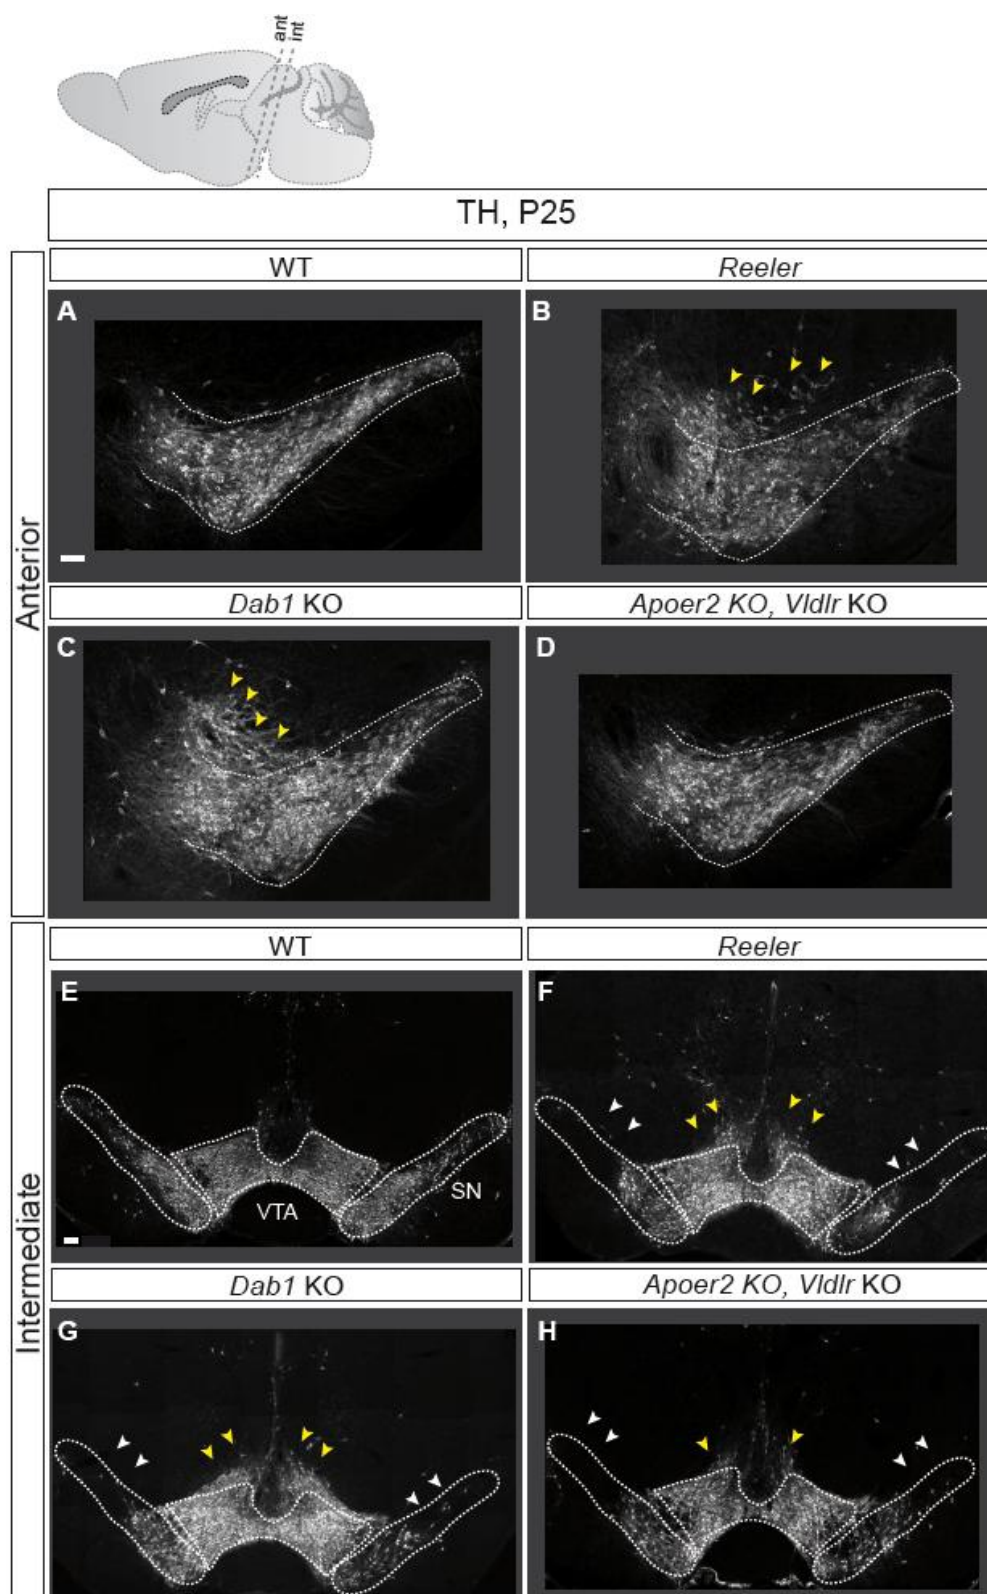 ant
int
TH, P25
Anterior
WT
Reeler
A
B
Dab1 KO
Apoer2 KO, Vldlr KO
C
D
Intermediate
WT
Reeler
E
F
VTA
SN
Dab1 KO
Apoer2 KO, Vldlr KO
G
H